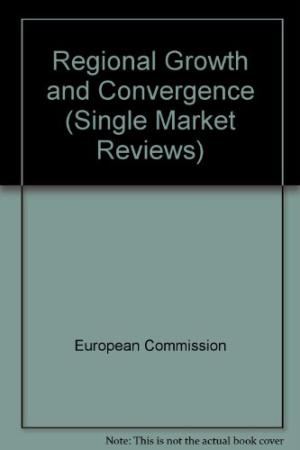 Regional Growth
and Convergence
(Single Market
Reviews)
European Commission
Note: This is not the actual book cover